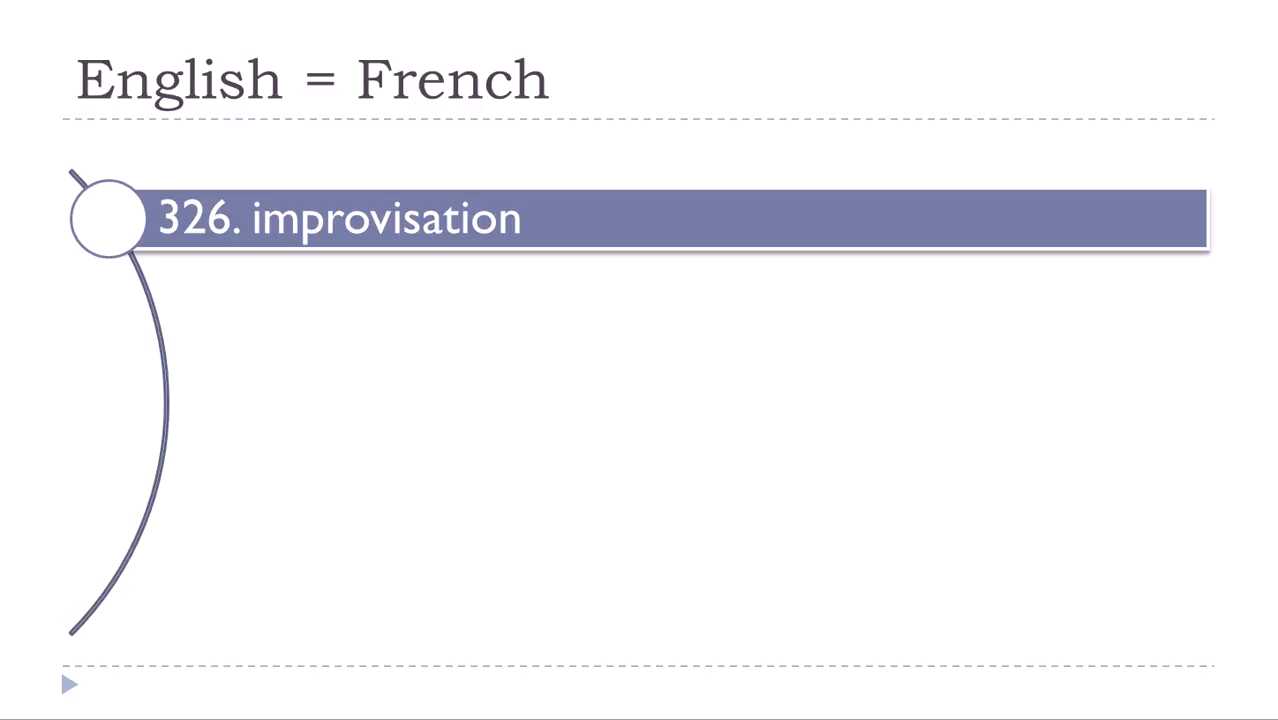 English = French
326. improvisation